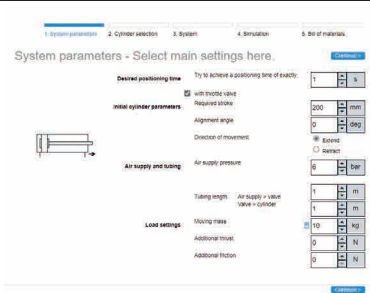 1. System parameters 2. Cylinder selection 3. System 4. Simulation 5. Bill of materials
System parameters - Select main settings here.
Continue >
Desired positioning time Try to achieve a positioning time of exactly: 1 s
with throttle valve
Initial cylinder parameters Required stroke 200 mm
Alignment angle 0 deg
Direction of movement Extend
Retract
Air supply and tubing Air supply pressure 6 bar
Tubing length Air supply > valve 1 m
Valve > cylinder 1 m
Load settings Moving mass 10 kg
Additional thrust 0 N
Additional friction 0 N
Continue >